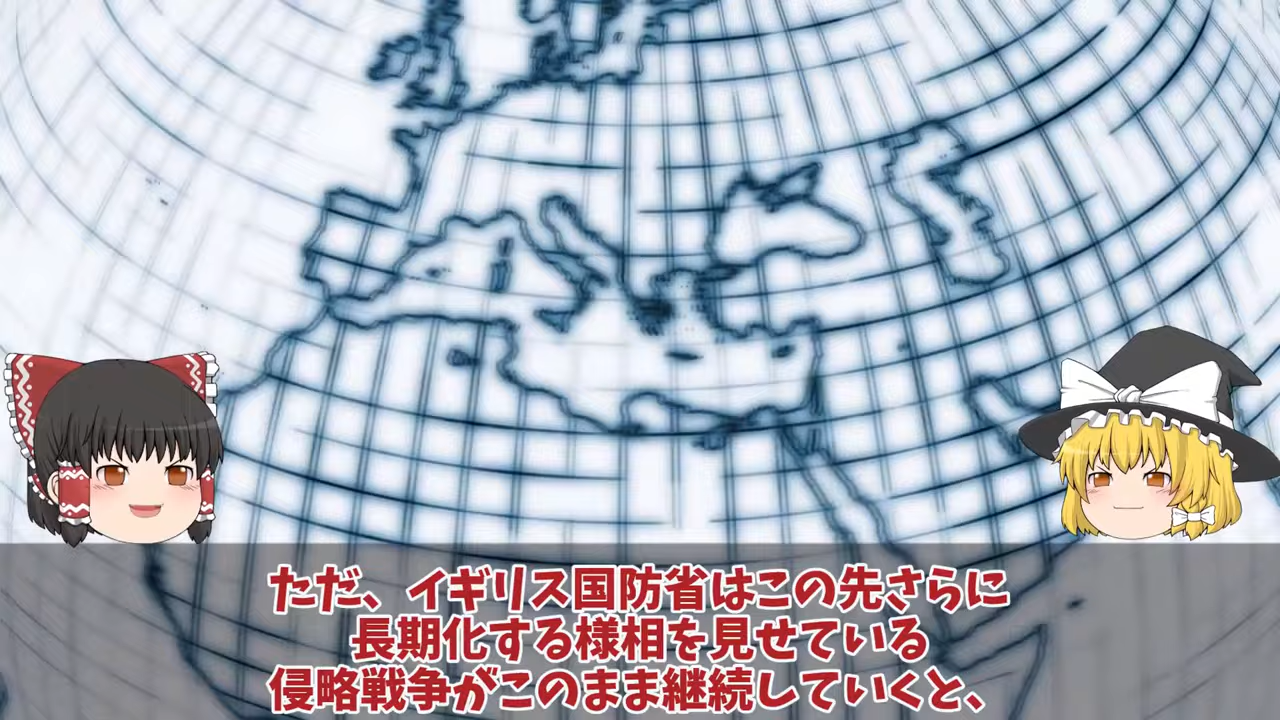 ただ、イギリス国防省はこの先さらに
長期化する様相を見せている
侵略戦争がこのまま継続していくと、